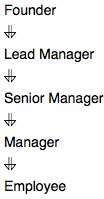 Founder
⇓
Lead Manager
⇓
Senior Manager
⇓
Manager
⇓
Employee